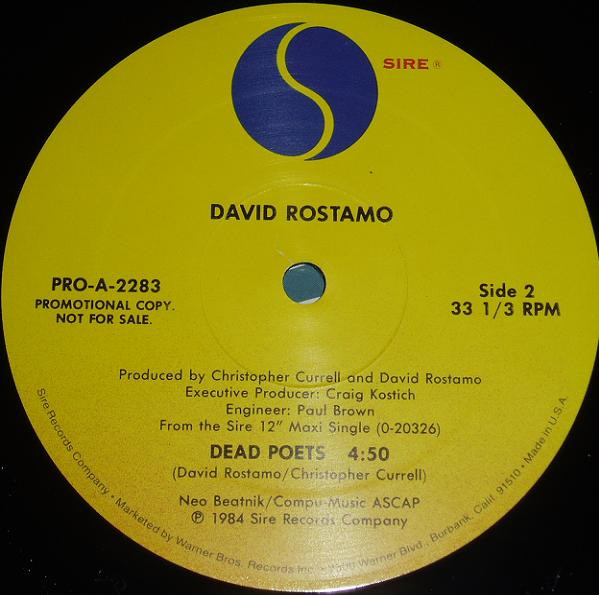 SIRE ®
DAVID ROSTAMO
PRO-A-2283
PROMOTIONAL COPY.
NOT FOR SALE.
Side 2
33 1/3 RPM
Produced by Christopher Currell and David Rostamo
Executive Producer: Craig Kostich
Engineer: Paul Brown
From the Sire 12" Maxi Single (0-20326)
DEAD POETS 4:50
(David Rostamo/Christopher Currell)
Neo Beatnik/Compu-Music ASCAP
℗ 1984 Sire Records Company
Sire Records Company • Marketed by Warner Bros. Records Inc. • Warner Blvd., Burbank, Calif. 91510 • Made in U.S.A.